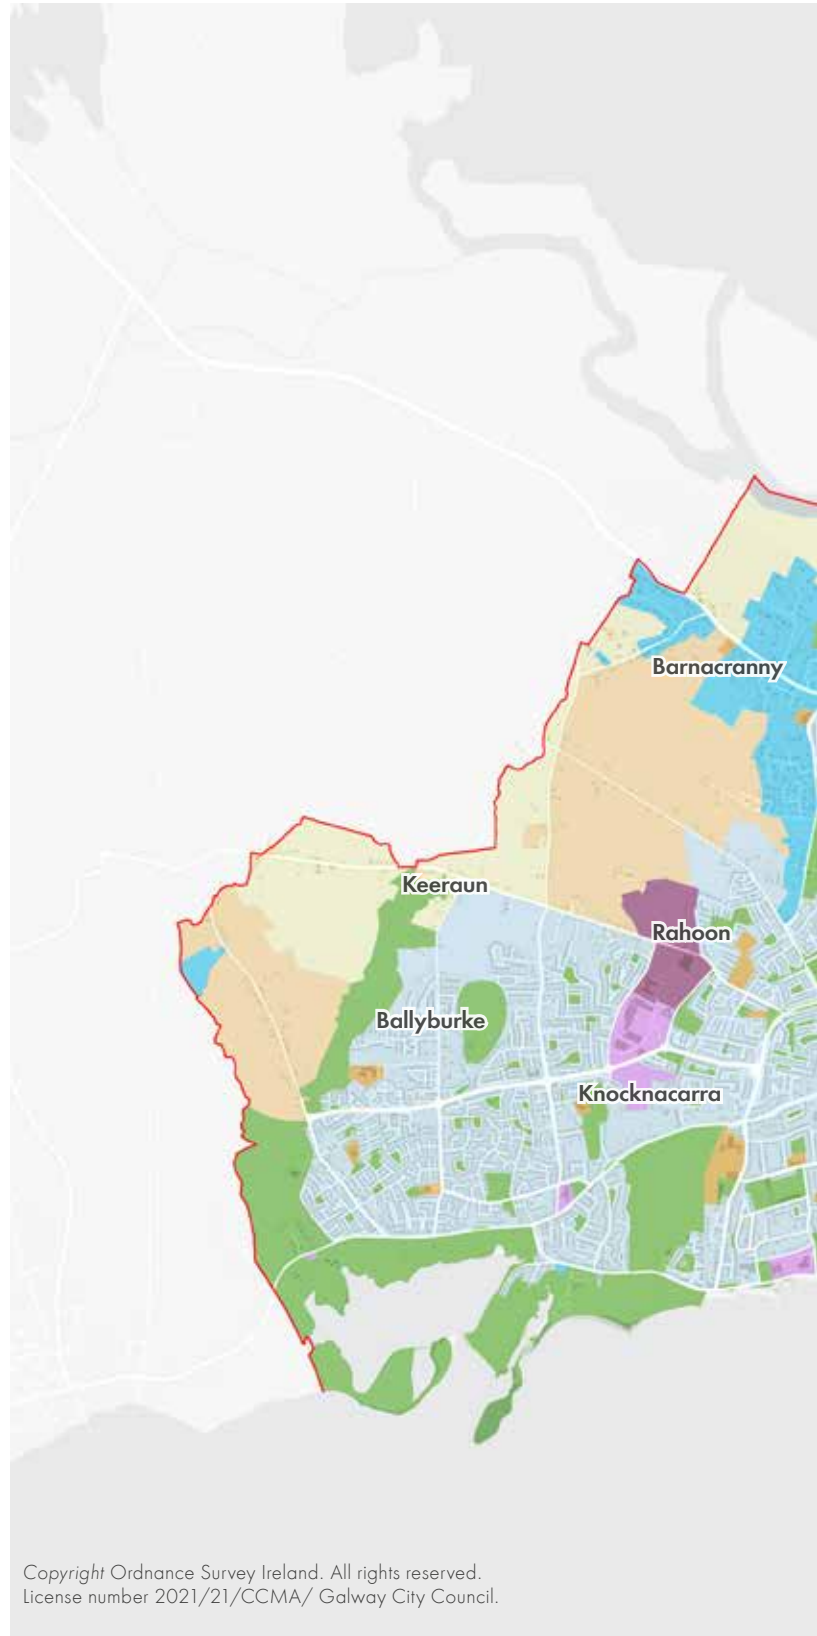 Barnacranny
Keeraun
Rahoon
Ballyburke
Knocknacarra
Copyright Ordnance Survey Ireland. All rights reserved.
License number 2021/21/CCMA/ Galway City Council.